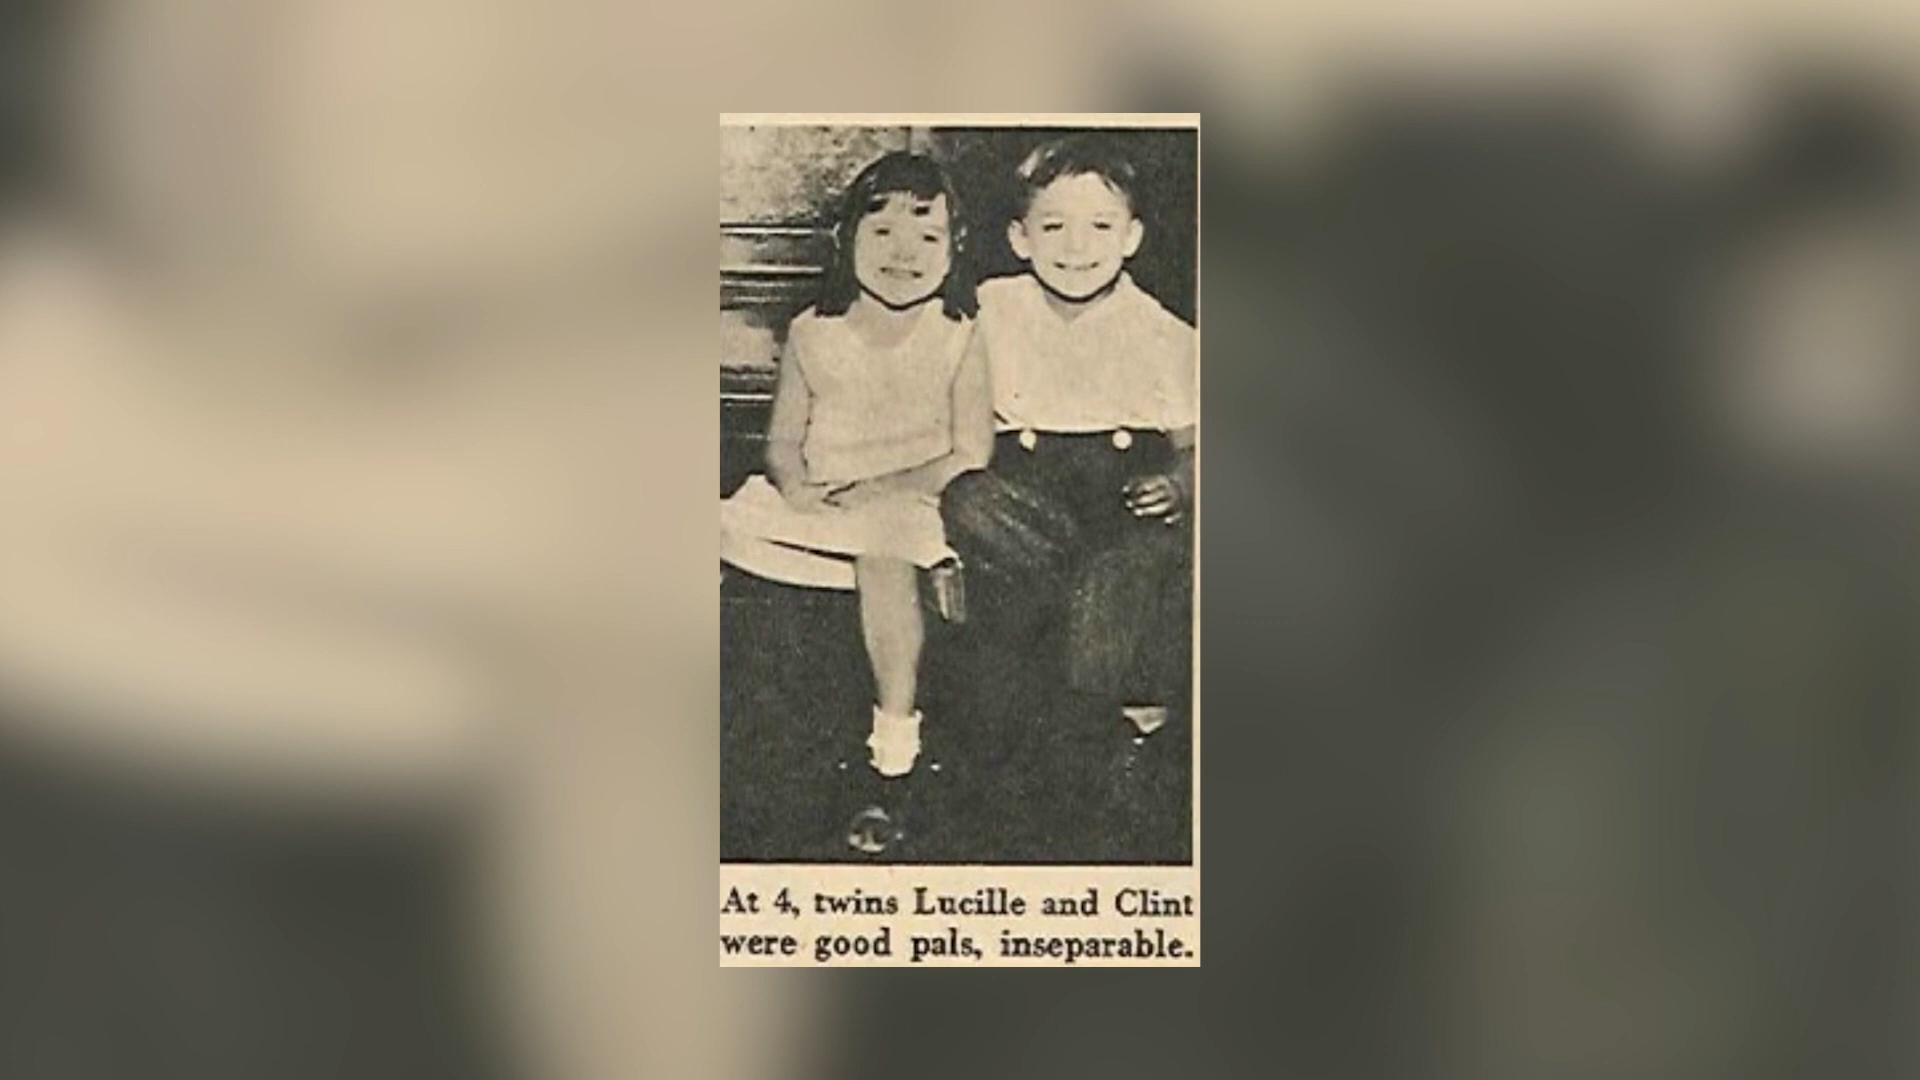 At 4, twins Lucille and Clint
were good pals, inseparable.